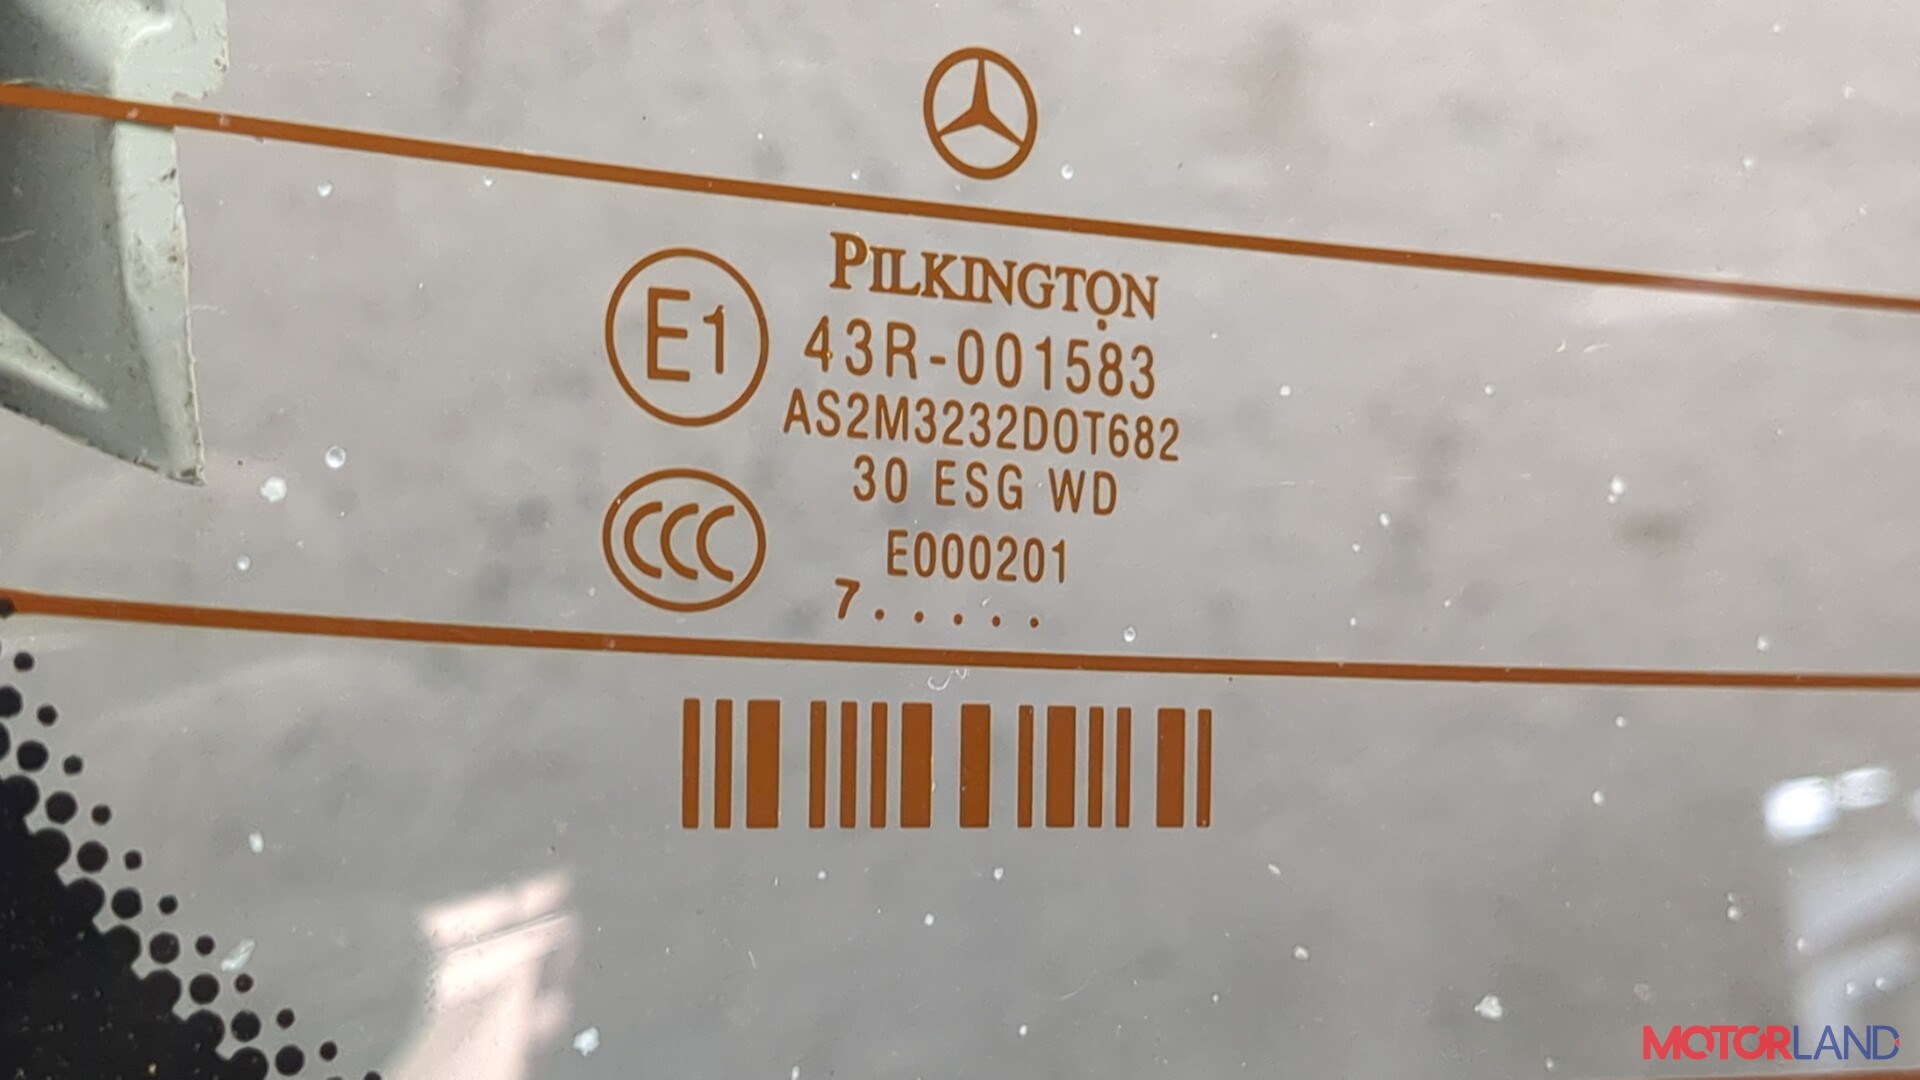 PILKINGTON
E1
43R-001583
AS2M3232DOT682
30 ESG WD
CCC
E000201
7.....
MOTORLAND